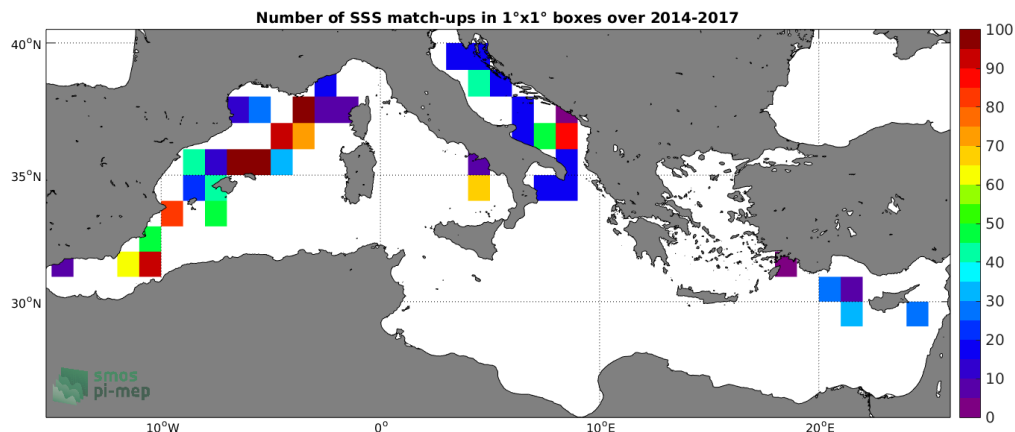 Number of SSS match-ups in 1°x1° boxes over 2014-2017
40°N
35°N
30°N
10°W
0°
10°E
20°E
100
90
80
70
60
50
40
30
20
10
0
smos
pi-mep